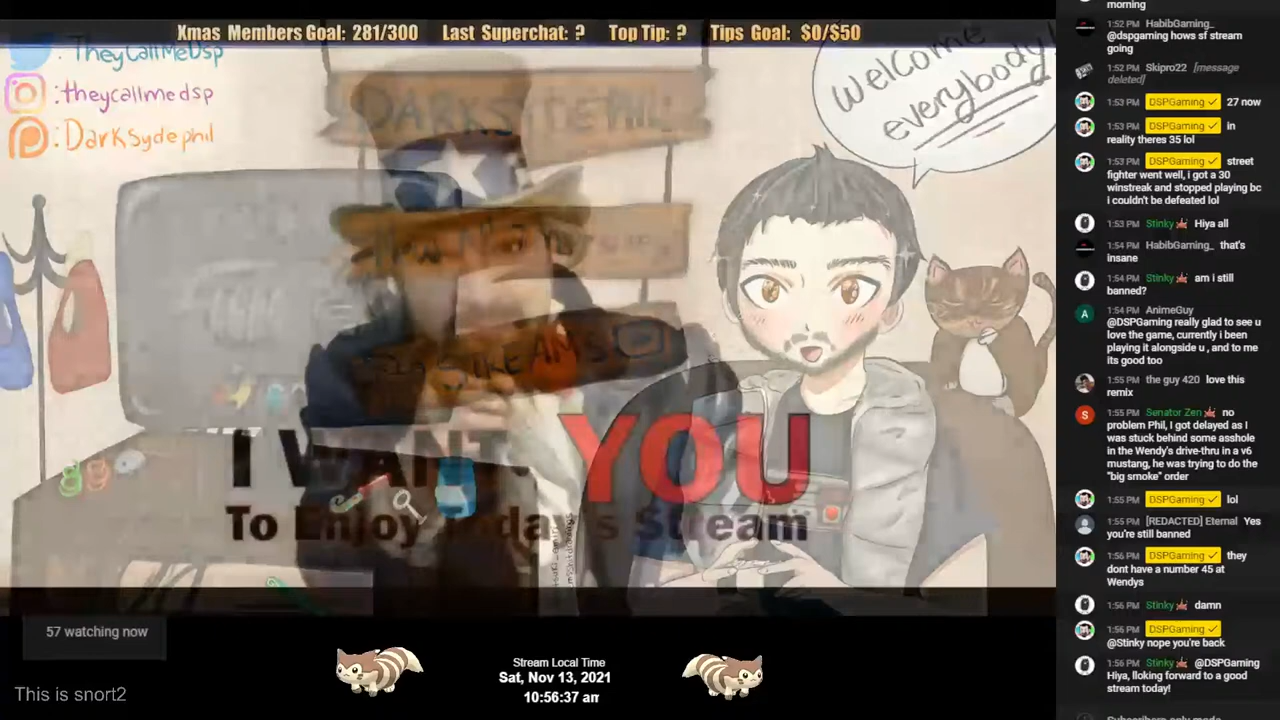 Xmas Members Goal: 281/300 Last Superchat: ? Top Tip: ? Tips Goal: $0/$50
:TheyCallMeDsp
:theycallmedsp
:DarkSydephil
DARKSYDEPHIL
Welcome
everybody!
I WANT YOU
To Enjoy Today's Stream
57 watching now
This is snort2
Stream Local Time
Sat, Nov 13, 2021
10:56:37 am
morning
1:52 PM HabibGaming_
@dspgaming hows sf stream
going
1:52 PM Skipro22 [message
deleted]
1:53 PM DSPGaming ✓ 27 now
1:53 PM DSPGaming ✓ in
reality theres 35 lol
1:53 PM DSPGaming ✓ street
fighter went well, i got a 30
winstreak and stopped playing bc
i couldn't be defeated lol
1:53 PM Stinky Hiya all
1:54 PM HabibGaming_ that's
insane
1:54 PM Stinky am i still
banned?
1:54 PM AnimeGuy
@DSPGaming really glad to see u
love the game, currently i been
playing it alongside u , and to me
its good too
1:55 PM the guy 420 love this
remix
1:55 PM Senator Zen no
problem Phil, I got delayed as I
was stuck behind some asshole
in the Wendy's drive-thru in a v6
mustang, he was trying to do the
"big smoke" order
1:55 PM DSPGaming ✓ lol
1:55 PM [REDACTED] Eternal Yes
you're still banned
1:56 PM DSPGaming ✓ they
dont have a number 45 at
Wendys
1:56 PM Stinky damn
1:56 PM DSPGaming ✓
@Stinky nope you're back
1:56 PM Stinky @DSPGaming
Hiya, lloking forward to a good
stream today!
Subscribers-only mode